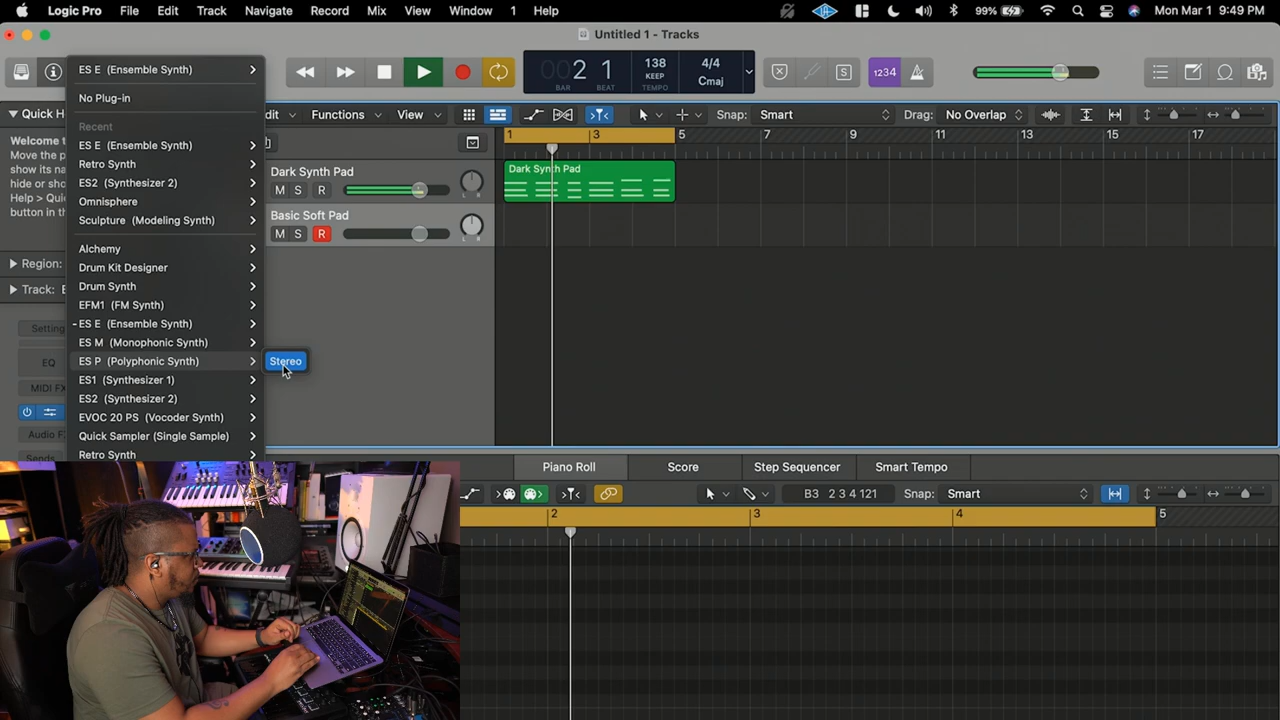 Logic Pro File Edit Track Navigate Record Mix View Window 1 Help 99% Mon Mar 1 9:49 PM
Untitled 1 - Tracks
2 1 138 4/4
KEEP Cmaj
BAR BEAT TEMPO
1234
ES E (Ensemble Synth)
No Plug-in
Recent
ES E (Ensemble Synth)
Retro Synth
ES2 (Synthesizer 2)
Omnisphere
Sculpture (Modeling Synth)
Alchemy
Drum Kit Designer
Drum Synth
EFM1 (FM Synth)
- ES E (Ensemble Synth)
ES M (Monophonic Synth)
ES P (Polyphonic Synth)
Stereo
ES1 (Synthesizer 1)
ES2 (Synthesizer 2)
EVOC 20 PS (Vocoder Synth)
Quick Sampler (Single Sample)
Retro Synth
Quick H
Welcome t
Move the p
show its na
hide or sho
Help > Quic
button in th
Region:
Track:
Setting
EQ
MIDI FX
Audio FX
Sends
dit Functions View Snap: Smart Drag: No Overlap
1 3 5 7 9 11 13 15 17
Dark Synth Pad
M S R
L R
Dark Synth Pad
Basic Soft Pad
M S R
L R
Piano Roll Score Step Sequencer Smart Tempo
B3 2 3 4 121 Snap: Smart
2 3 4 5